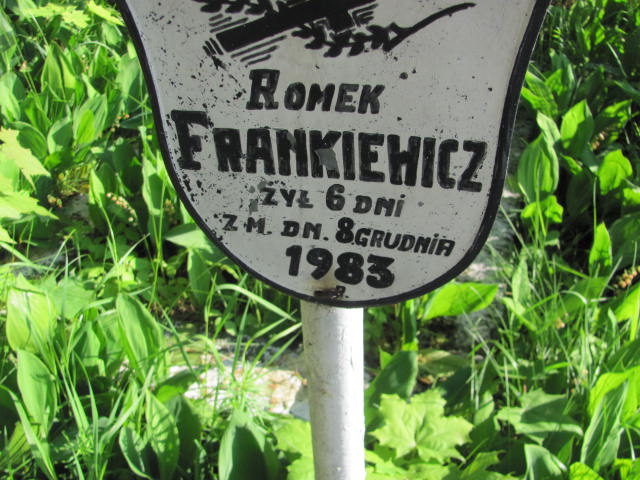 ROMEK
FRANKIEWICZ
ŻYŁ 6 DNI
ZM. DN. 8 GRUDNIA
1983